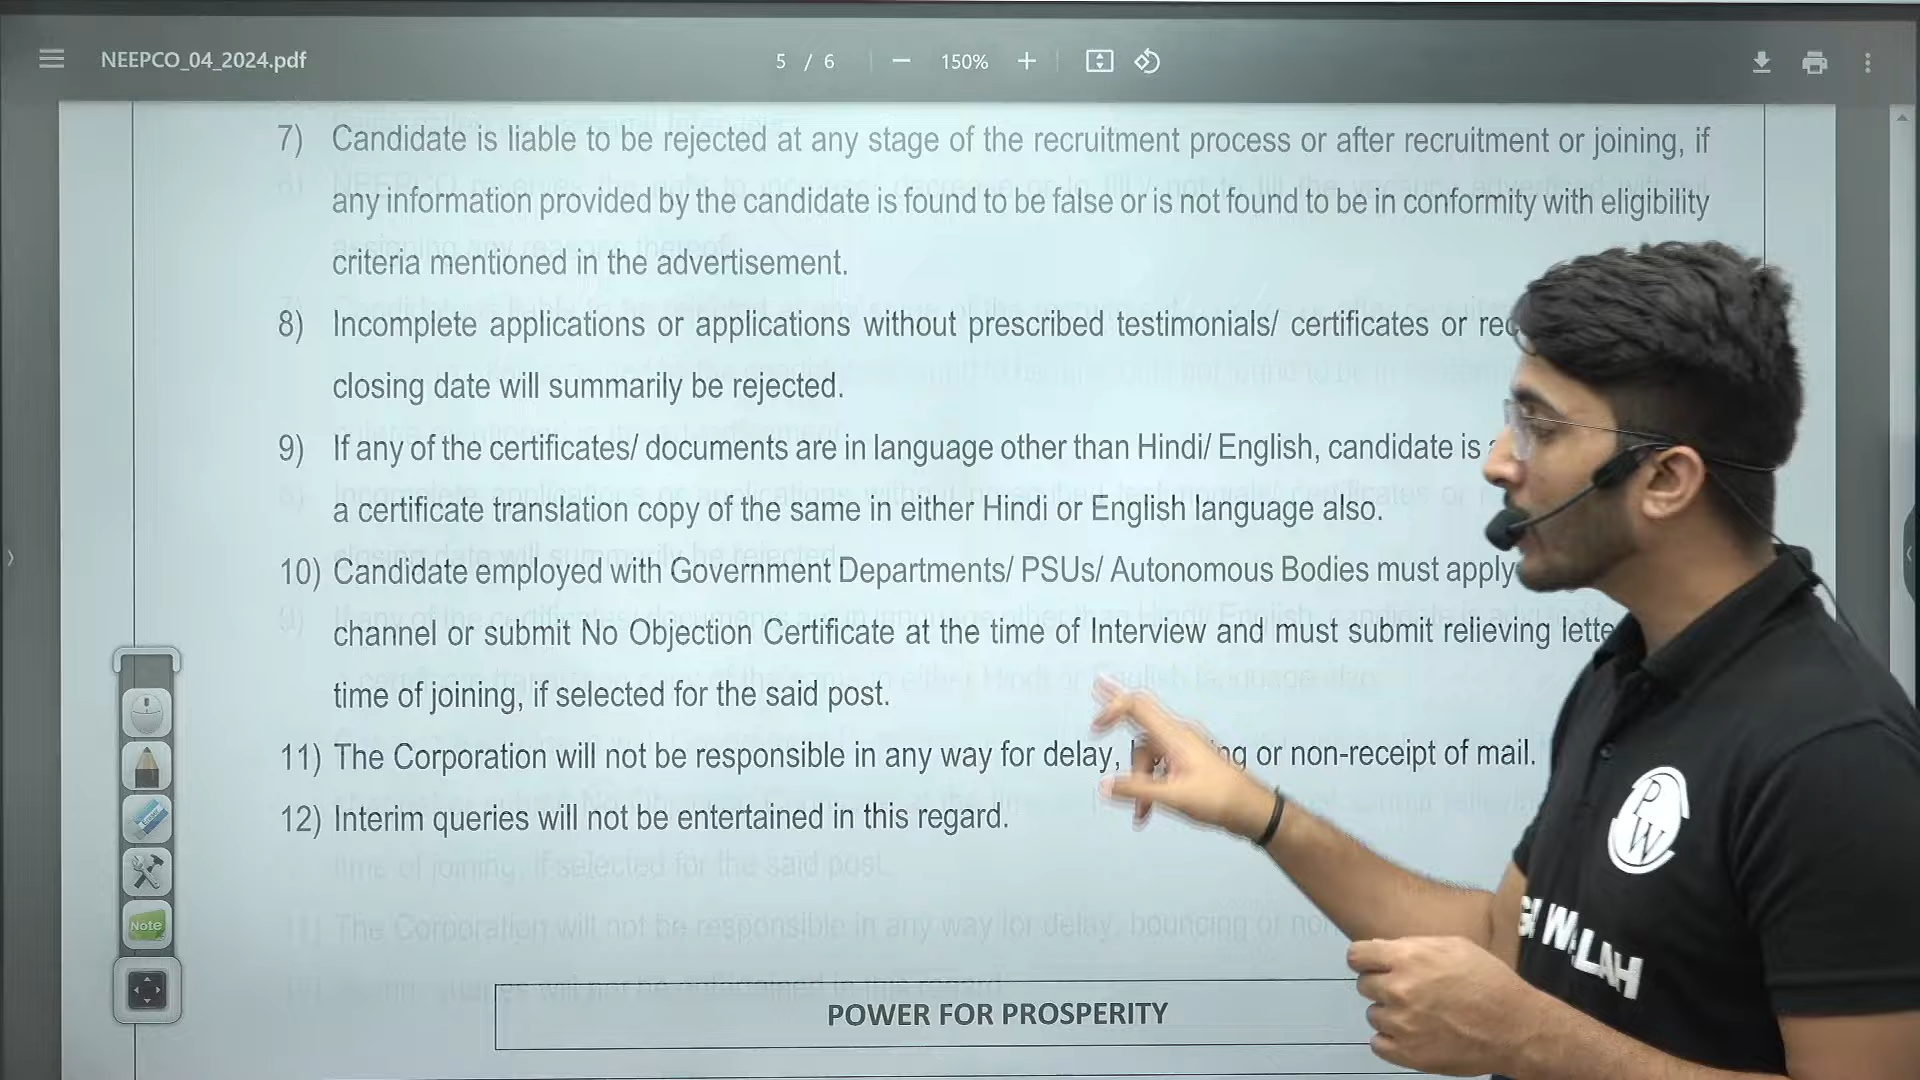 NEEPCO_04_2024.pdf
5 / 6
150%
7) Candidate is liable to be rejected at any stage of the recruitment process or after recruitment or joining, if
any information provided by the candidate is found to be false or is not found to be in conformity with eligibility
criteria mentioned in the advertisement.
8) Incomplete applications or applications without prescribed testimonials/ certificates or
closing date will summarily be rejected.
9) If any of the certificates/ documents are in language other than Hindi/ English, candidate is
a certificate translation copy of the same in either Hindi or English language also.
10) Candidate employed with Government Departments/ PSUs/ Autonomous Bodies must apply
channel or submit No Objection Certificate at the time of Interview and must submit relieving
time of joining, if selected for the said post.
11) The Corporation will not be responsible in any way for delay, or non-receipt of mail.
12) Interim queries will not be entertained in this regard.
POWER FOR PROSPERITY
Note
PW
WALLAH